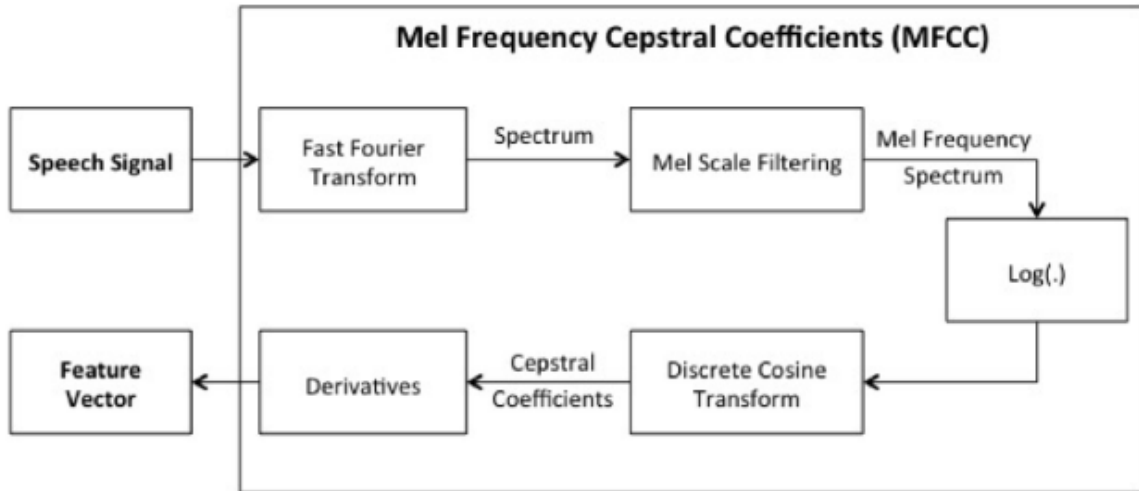 Mel Frequency Cepstral Coefficients (MFCC)
Speech Signal
Fast Fourier
Transform
Spectrum
Mel Scale Filtering
Mel Frequency
Spectrum
Log(.)
Discrete Cosine
Transform
Cepstral
Coefficients
Derivatives
Feature
Vector